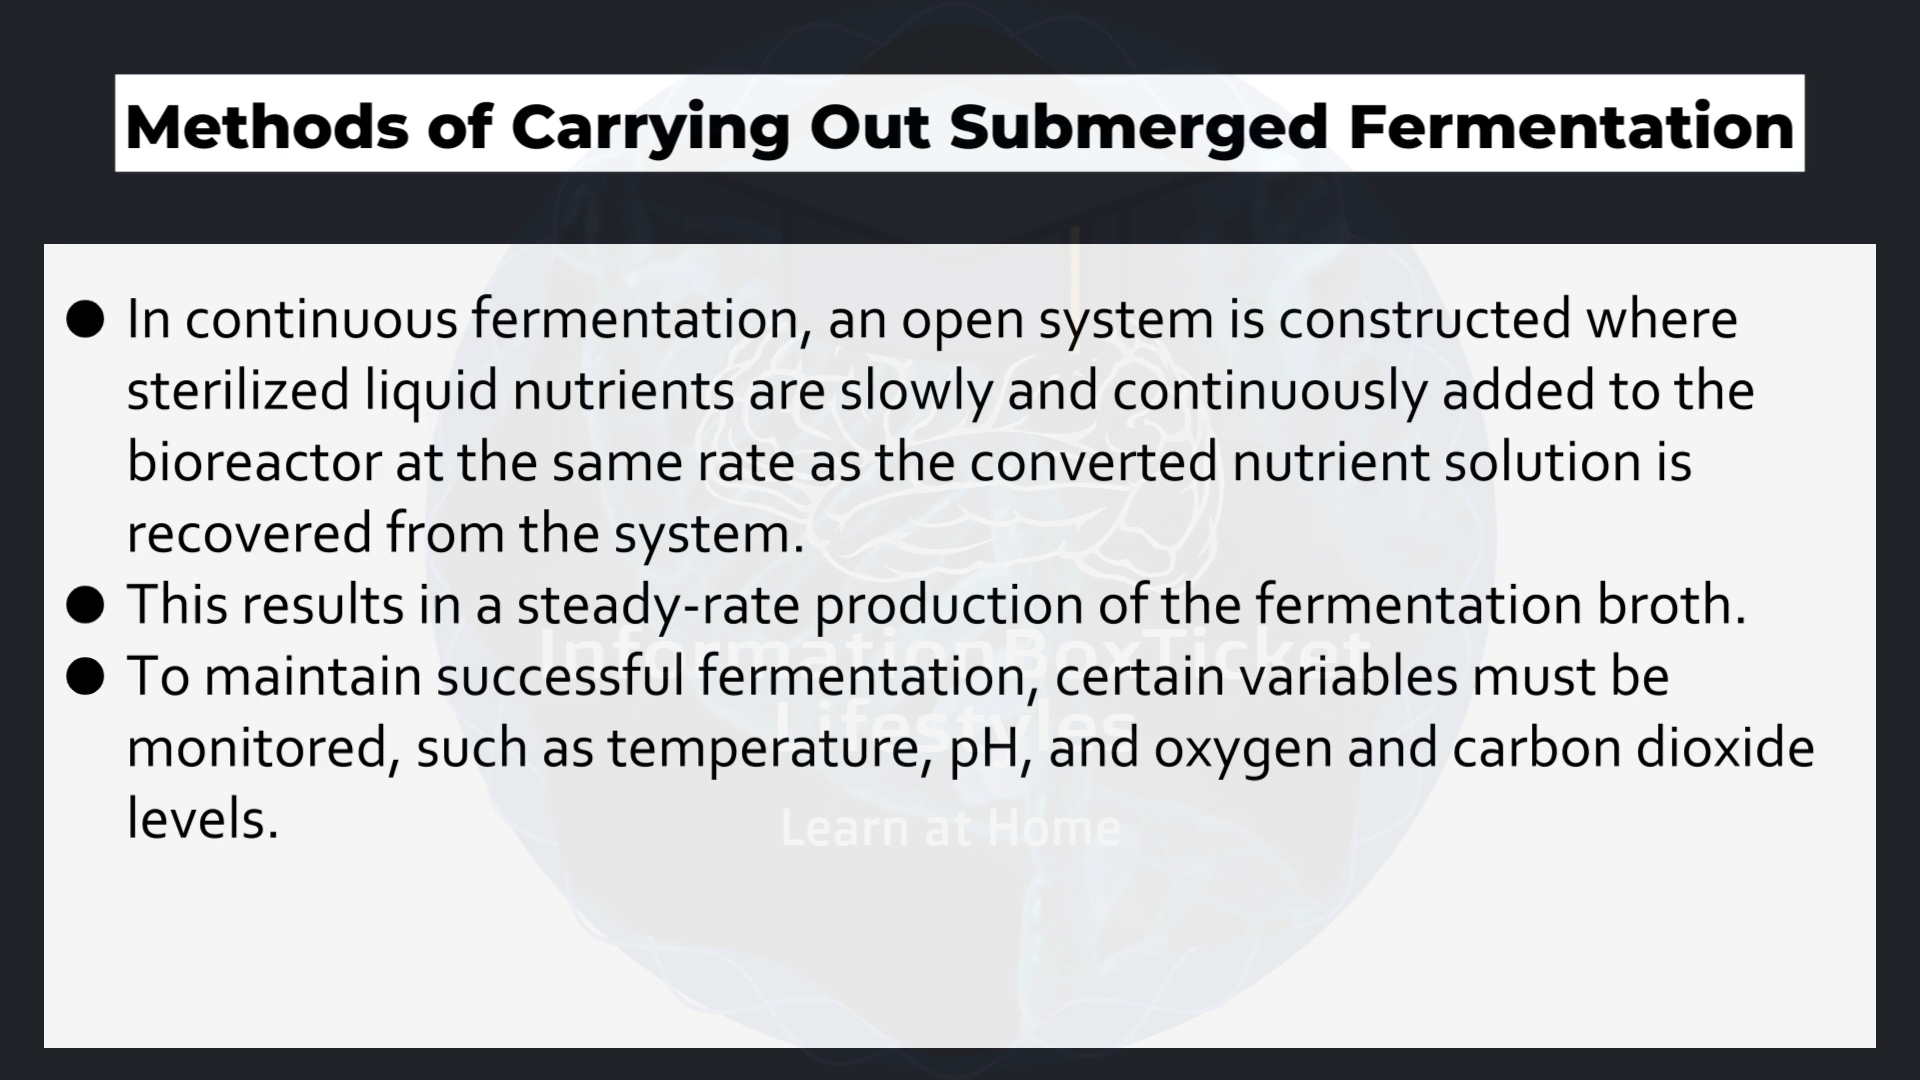 Methods of Carrying Out Submerged Fermentation
● In continuous fermentation, an open system is constructed where
sterilized liquid nutrients are slowly and continuously added to the
bioreactor at the same rate as the converted nutrient solution is
recovered from the system.
● This results in a steady-rate production of the fermentation broth.
● To maintain successful fermentation, certain variables must be
monitored, such as temperature, pH, and oxygen and carbon dioxide
levels.
InformationBoxTicket
Lifestyles
Learn at Home